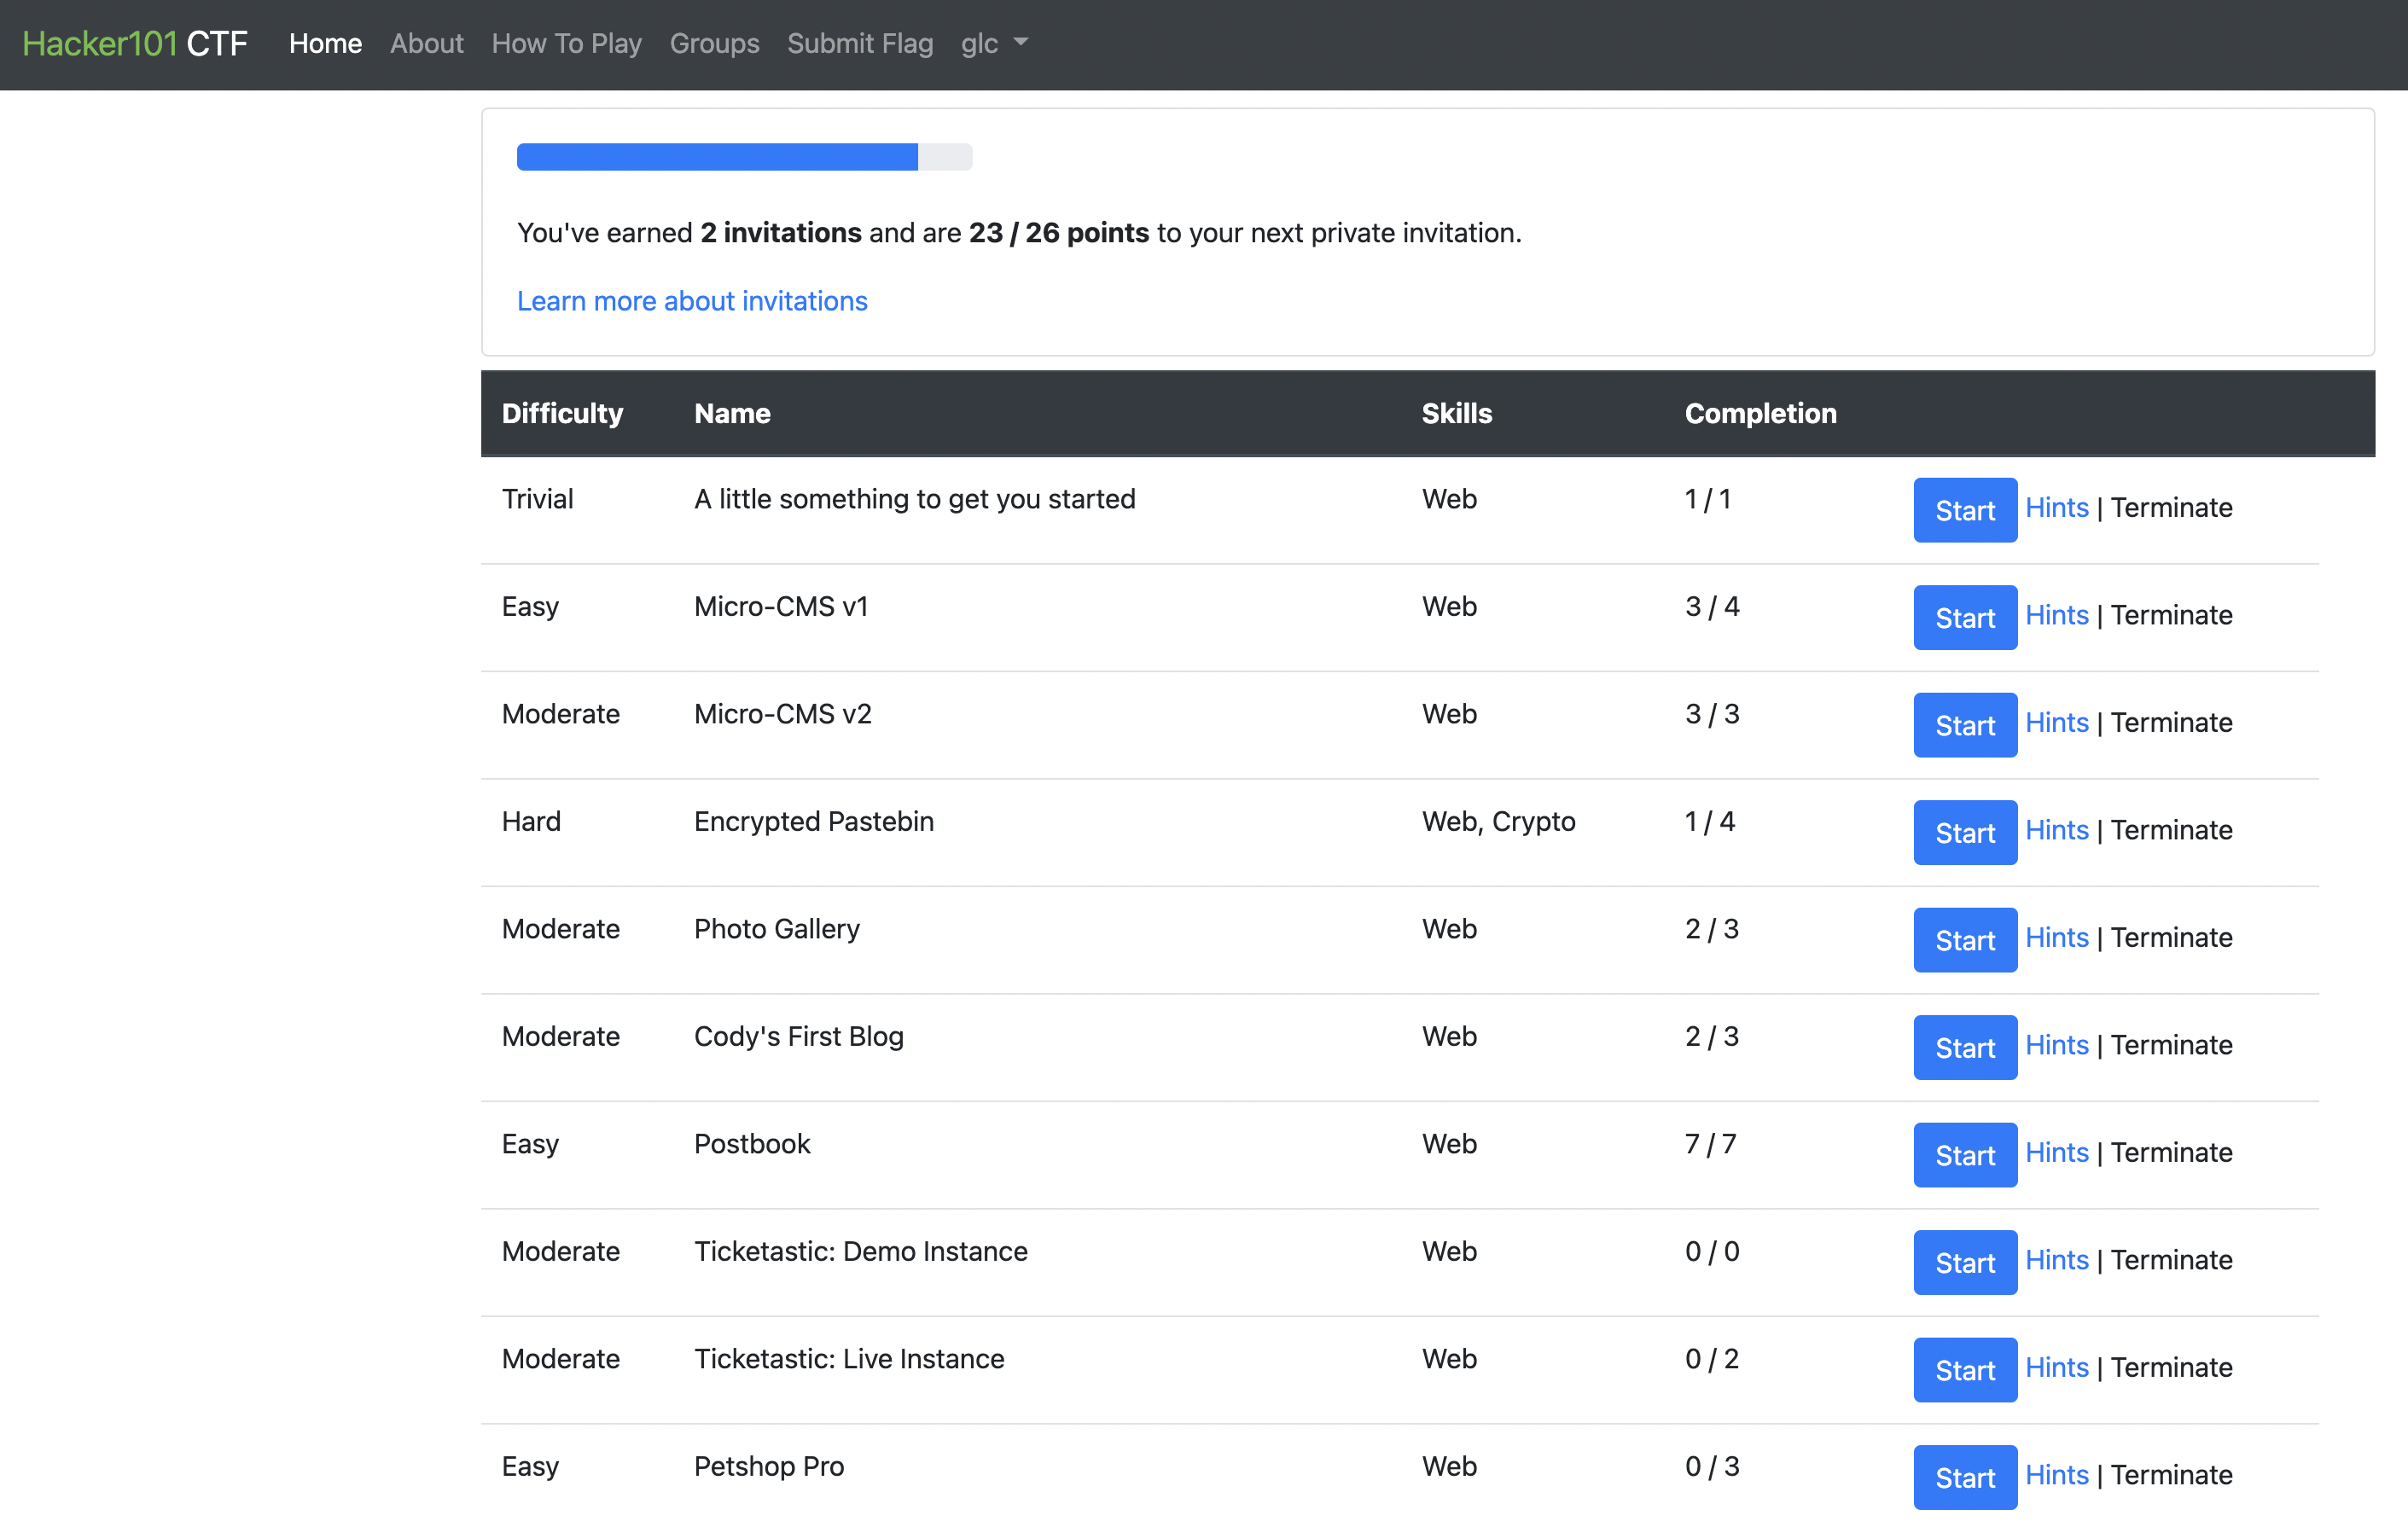 Hacker101 CTF Home About How To Play Groups Submit Flag glc
You've earned 2 invitations and are 23 / 26 points to your next private invitation.
Learn more about invitations
Difficulty Name Skills Completion
Trivial A little something to get you started Web 1 / 1 Start Hints | Terminate
Easy Micro-CMS v1 Web 3 / 4 Start Hints | Terminate
Moderate Micro-CMS v2 Web 3 / 3 Start Hints | Terminate
Hard Encrypted Pastebin Web, Crypto 1 / 4 Start Hints | Terminate
Moderate Photo Gallery Web 2 / 3 Start Hints | Terminate
Moderate Cody's First Blog Web 2 / 3 Start Hints | Terminate
Easy Postbook Web 7 / 7 Start Hints | Terminate
Moderate Ticketastic: Demo Instance Web 0 / 0 Start Hints | Terminate
Moderate Ticketastic: Live Instance Web 0 / 2 Start Hints | Terminate
Easy Petshop Pro Web 0 / 3 Start Hints | Terminate